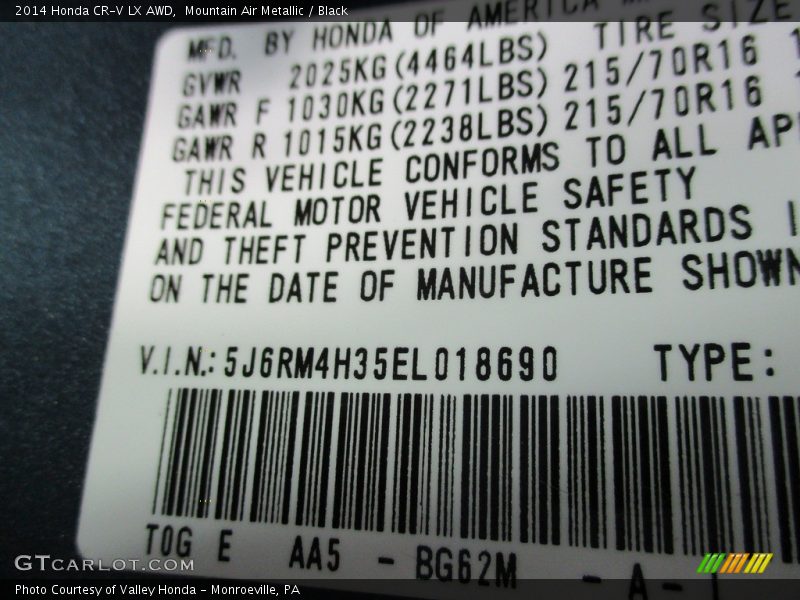 2014 Honda CR-V LX AWD, Mountain Air Metallic / Black
MFD. BY HONDA OF AMERICA
TIRE SIZE
GVWR 2025KG(4464LBS)
GAWR F 1030KG(2271LBS) 215/70R16
GAWR R 1015KG(2238LBS) 215/70R16
THIS VEHICLE CONFORMS TO ALL AP
FEDERAL MOTOR VEHICLE SAFETY
AND THEFT PREVENTION STANDARDS
ON THE DATE OF MANUFACTURE SHOWN
V.I.N.: 5J6RM4H35EL018690 TYPE:
TOG E AA5 - BG62M - A -
GTCARLOT.COM
Photo Courtesy of Valley Honda - Monroeville, PA